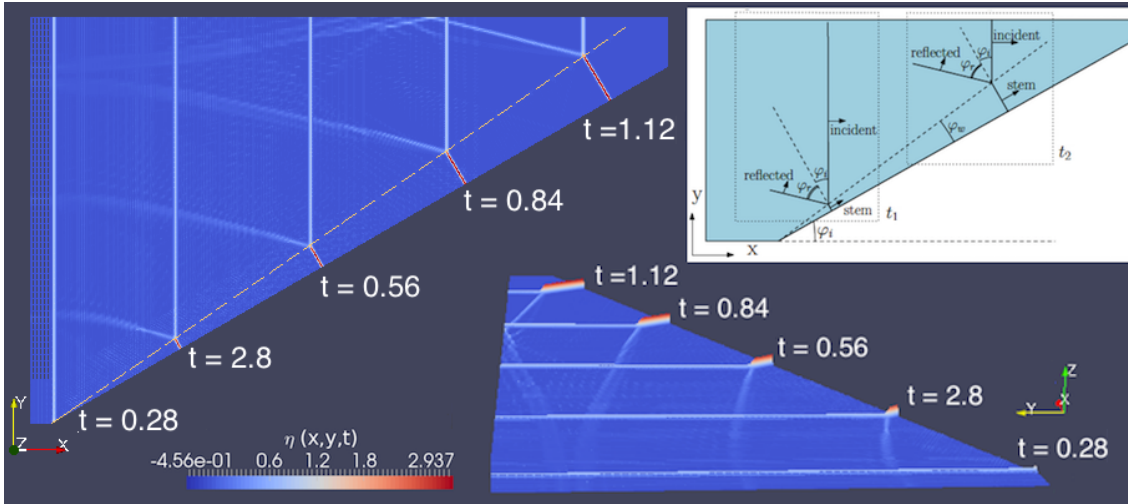 t =1.12
t = 0.84
t = 0.56
t = 2.8
t = 0.28
Y
Z
X
η (x,y,t)
-4.56e-01 0.6 1.2 1.8 2.937
reflected
φr
φi
incident
stem
φw
t2
incident
reflected
φr
φi
stem
t1
φi
y
x
t =1.12
t = 0.84
t = 0.56
t = 2.8
t = 0.28
Z
Y
X